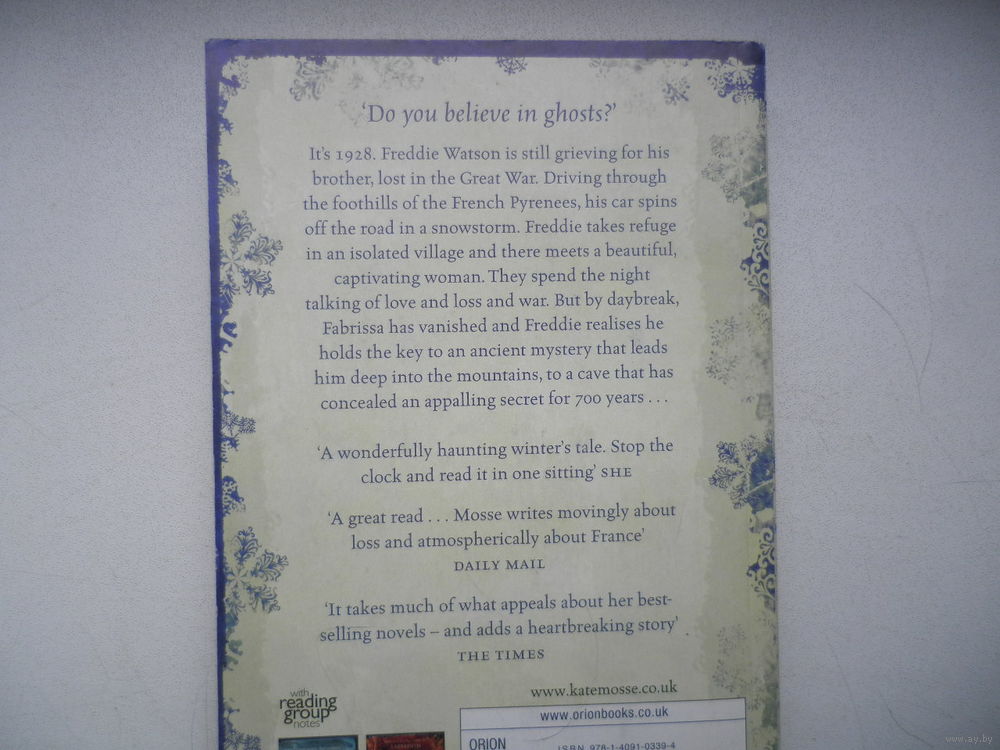 ‘Do you believe in ghosts?’
It's 1928. Freddie Watson is still grieving for his
brother, lost in the Great War. Driving through
the foothills of the French Pyrenees, his car spins
off the road in a snowstorm. Freddie takes refuge
in an isolated village and there meets a beautiful,
captivating woman. They spend the night
talking of love and loss and war. But by daybreak,
Fabrissa has vanished and Freddie realises he
holds the key to an ancient mystery that leads
him deep into the mountains, to a cave that has
concealed an appalling secret for 700 years . . .
‘A wonderfully haunting winter's tale. Stop the
clock and read it in one sitting’ SHE
‘A great read . . . Mosse writes movingly about
loss and atmospherically about France’
DAILY MAIL
‘It takes much of what appeals about her best-
selling novels – and adds a heartbreaking story’
THE TIMES
www.katemosse.co.uk
with
reading
group
notes
www.orionbooks.co.uk
ORION
ISBN 978-1-4091-0339-4
www.ay.by